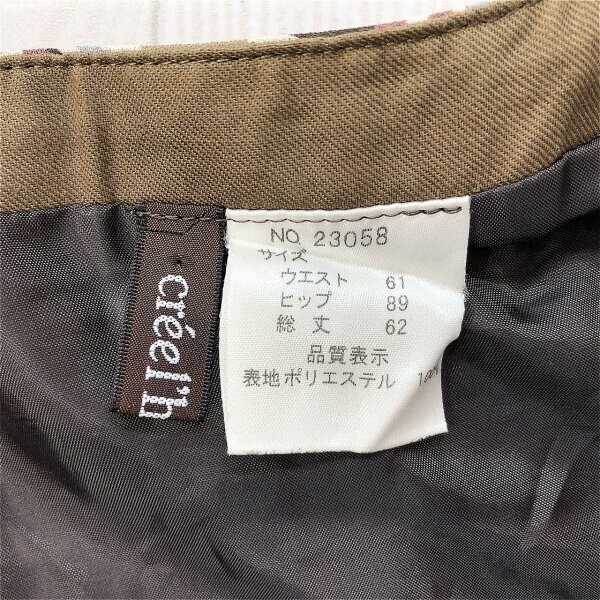 créer'h
NO. 23058
サイズ
ウエスト 61
ヒップ 89
総丈 62
品質表示
表地ポリエステル